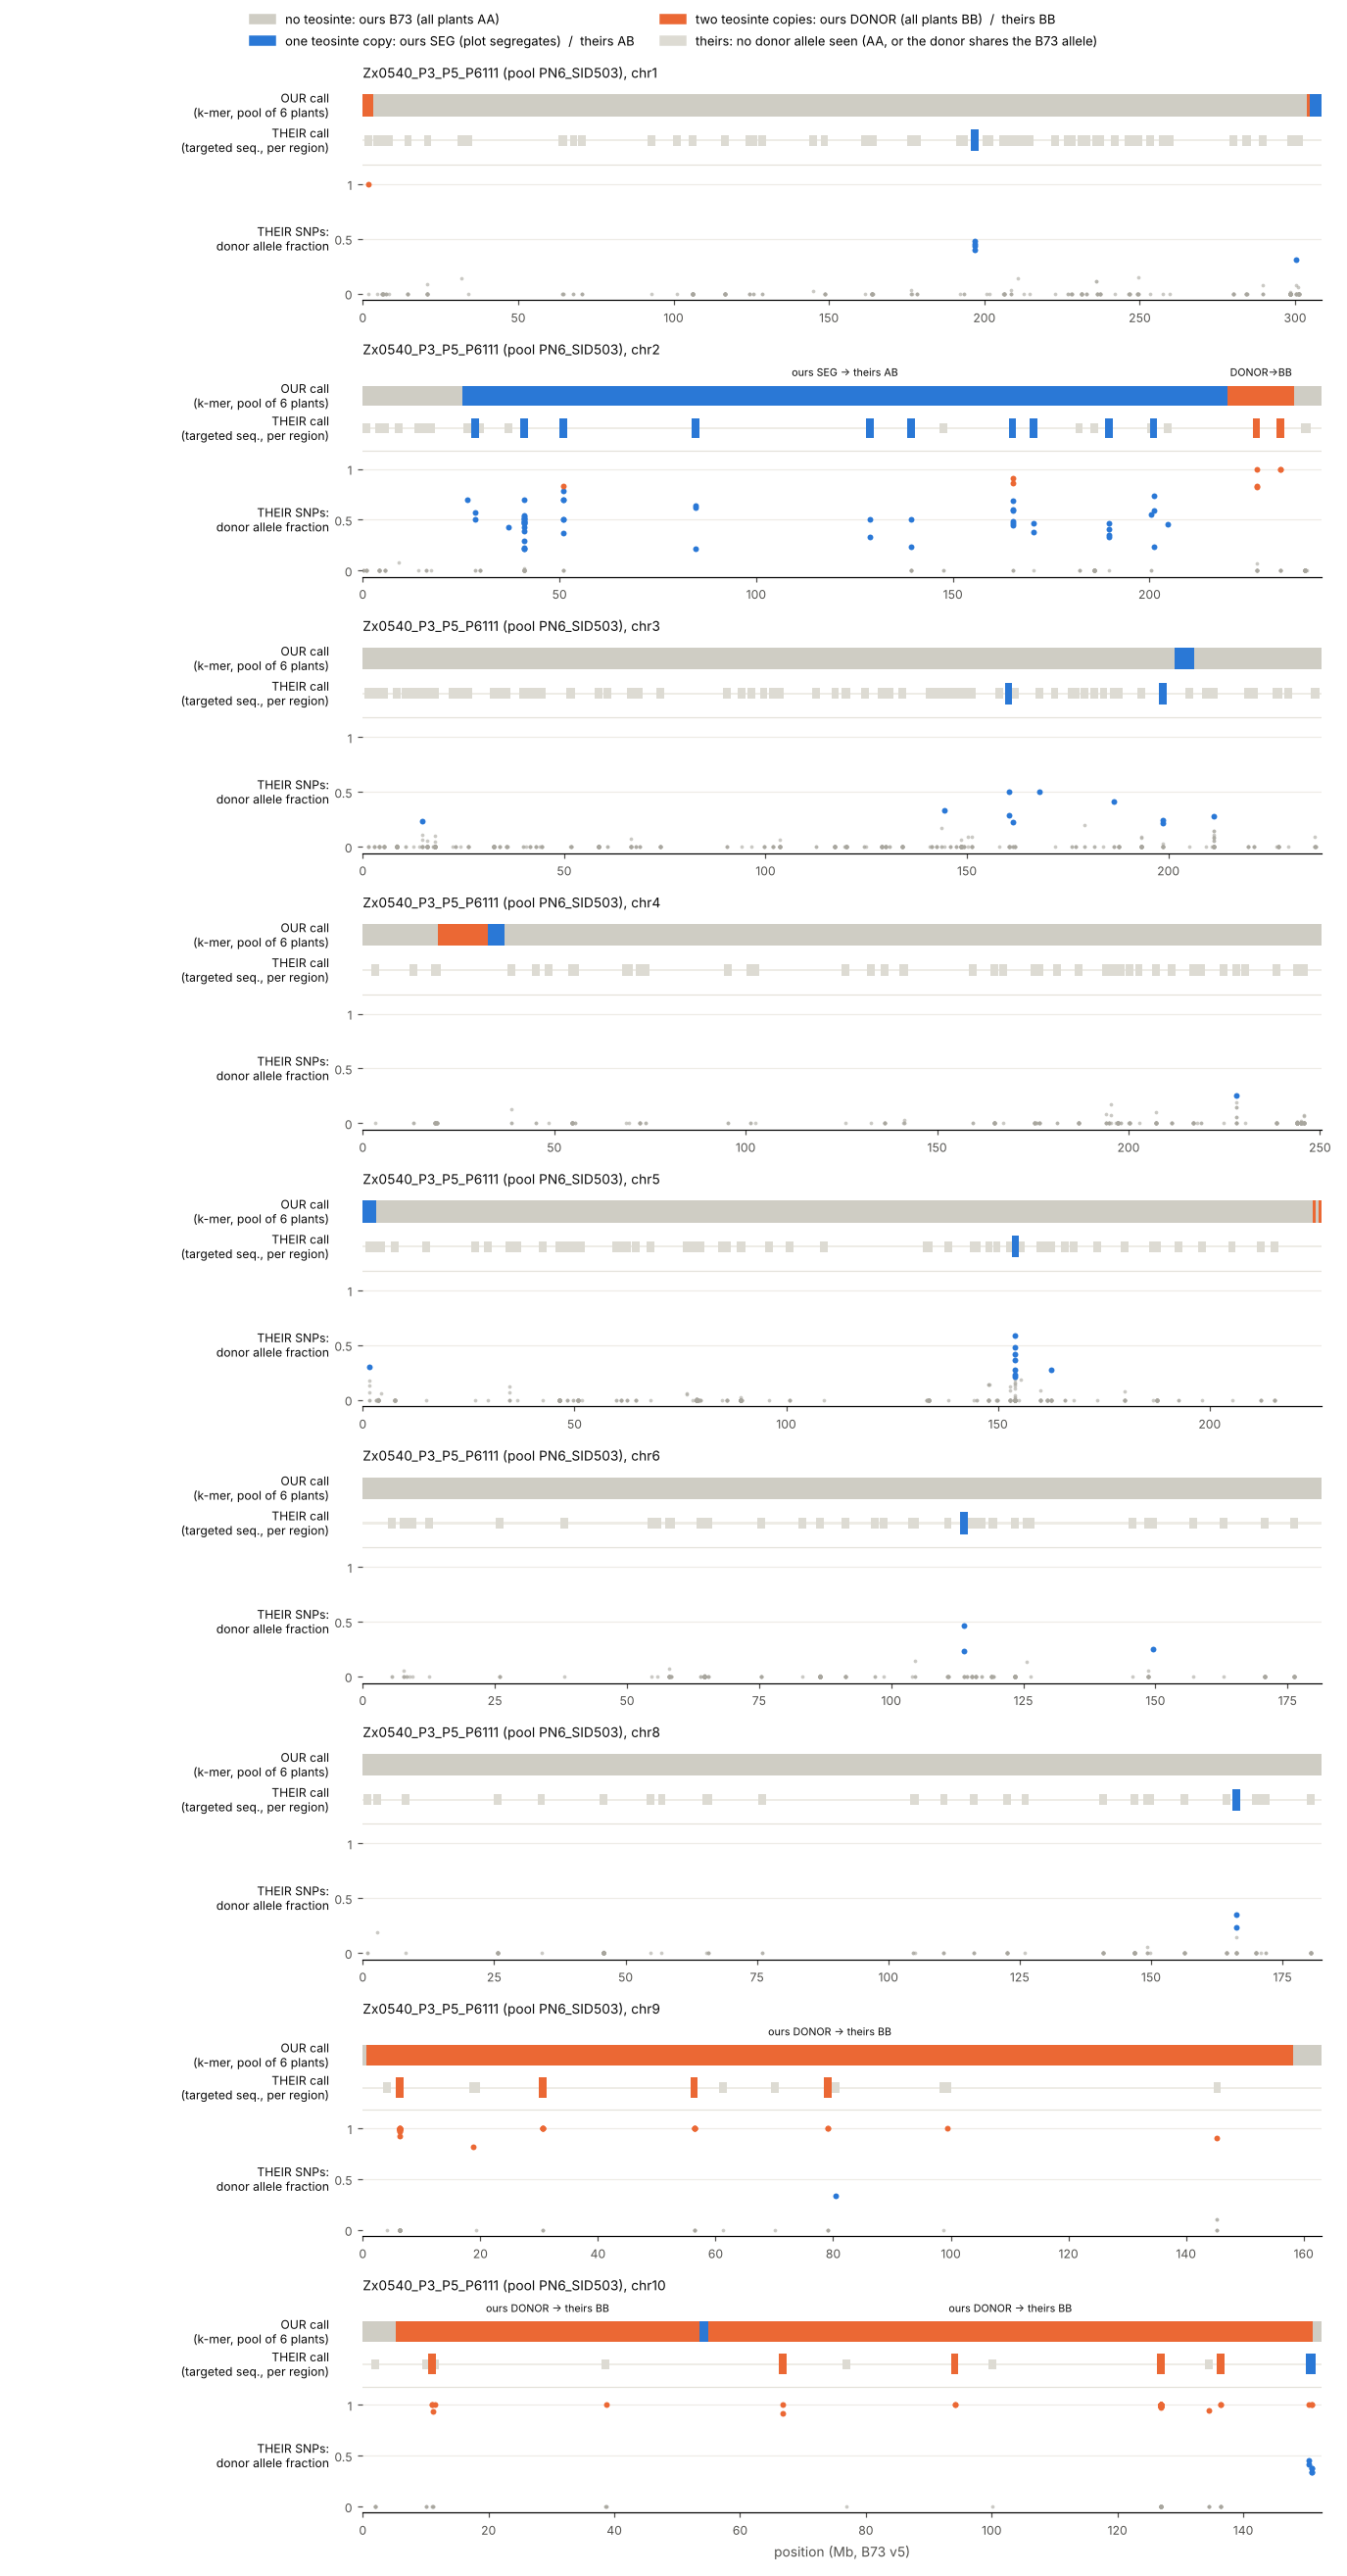 no teosinte: ours B73 (all plants AA)
two teosinte copies: ours DONOR (all plants BB) / theirs BB
one teosinte copy: ours SEG (plot segregates) / theirs AB
theirs: no donor allele seen (AA, or the donor shares the B73 allele)
Zx0540_P3_P5_P6111 (pool PN6_SID503), chr1
OUR call
(k-mer, pool of 6 plants)
THEIR call
(targeted seq., per region)
1
THEIR SNPs:
donor allele fraction
0.5
0
0 50 100 150 200 250 300
Zx0540_P3_P5_P6111 (pool PN6_SID503), chr2
ours SEG → theirs AB
DONOR→BB
OUR call
(k-mer, pool of 6 plants)
THEIR call
(targeted seq., per region)
1
THEIR SNPs:
donor allele fraction
0.5
0
0 50 100 150 200
Zx0540_P3_P5_P6111 (pool PN6_SID503), chr3
OUR call
(k-mer, pool of 6 plants)
THEIR call
(targeted seq., per region)
1
THEIR SNPs:
donor allele fraction
0.5
0
0 50 100 150 200
Zx0540_P3_P5_P6111 (pool PN6_SID503), chr4
OUR call
(k-mer, pool of 6 plants)
THEIR call
(targeted seq., per region)
1
THEIR SNPs:
donor allele fraction
0.5
0
0 50 100 150 200 250
Zx0540_P3_P5_P6111 (pool PN6_SID503), chr5
OUR call
(k-mer, pool of 6 plants)
THEIR call
(targeted seq., per region)
1
THEIR SNPs:
donor allele fraction
0.5
0
0 50 100 150 200
Zx0540_P3_P5_P6111 (pool PN6_SID503), chr6
OUR call
(k-mer, pool of 6 plants)
THEIR call
(targeted seq., per region)
1
THEIR SNPs:
donor allele fraction
0.5
0
0 25 50 75 100 125 150 175
Zx0540_P3_P5_P6111 (pool PN6_SID503), chr8
OUR call
(k-mer, pool of 6 plants)
THEIR call
(targeted seq., per region)
1
THEIR SNPs:
donor allele fraction
0.5
0
0 25 50 75 100 125 150 175
Zx0540_P3_P5_P6111 (pool PN6_SID503), chr9
ours DONOR → theirs BB
OUR call
(k-mer, pool of 6 plants)
THEIR call
(targeted seq., per region)
1
THEIR SNPs:
donor allele fraction
0.5
0
0 20 40 60 80 100 120 140 160
Zx0540_P3_P5_P6111 (pool PN6_SID503), chr10
ours DONOR → theirs BB
ours DONOR → theirs BB
OUR call
(k-mer, pool of 6 plants)
THEIR call
(targeted seq., per region)
1
THEIR SNPs:
donor allele fraction
0.5
0
0 20 40 60 80 100 120 140
position (Mb, B73 v5)